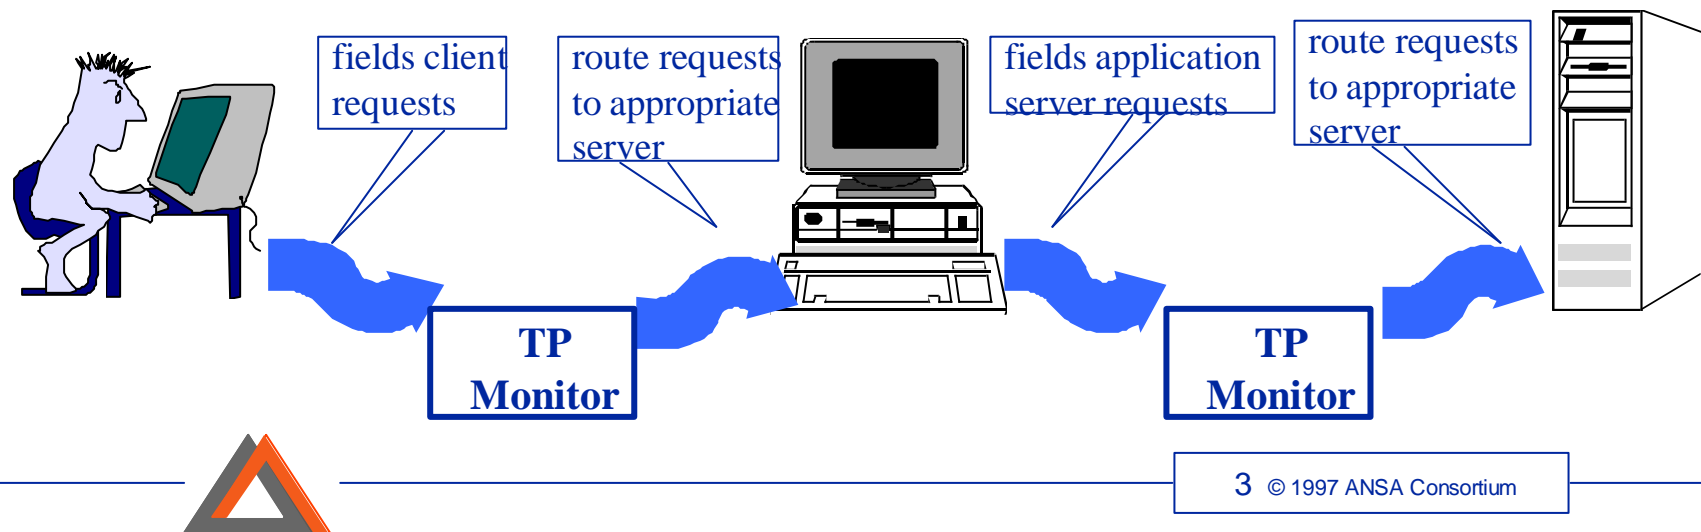 fields client
requests
route requests
to appropriate
server
fields application
server requests
route requests
to appropriate
server
TP
Monitor
TP
Monitor
3 © 1997 ANSA Consortium